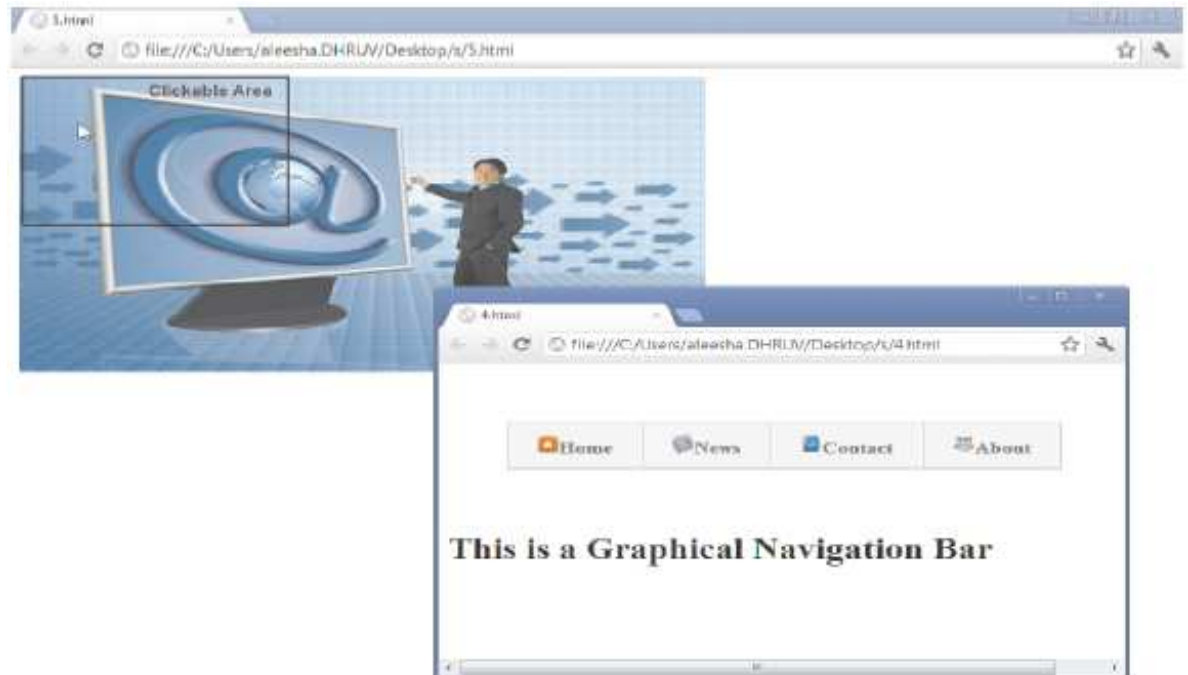 5.html
file:///C:/Users/aleesha.DHRUV/Desktop/s/5.html
Clickable Area
4.html
file:///C:/Users/aleesha.DHRUV/Desktop/s/4.html
Home News Contact About
This is a Graphical Navigation Bar